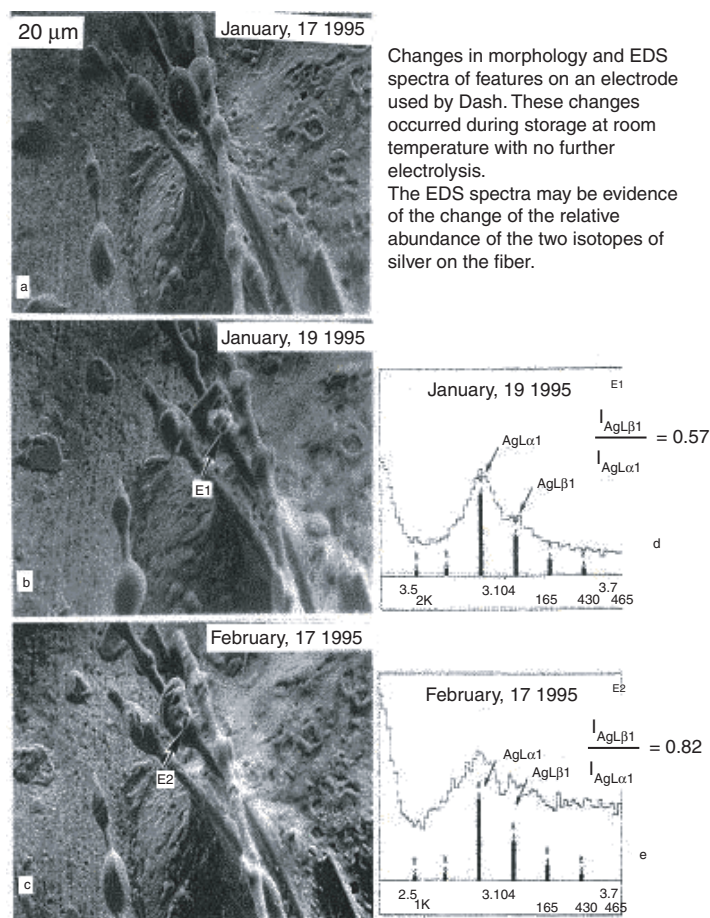 20 μm
January, 17 1995
Changes in morphology and EDS
spectra of features on an electrode
used by Dash. These changes
occurred during storage at room
temperature with no further
electrolysis.
The EDS spectra may be evidence
of the change of the relative
abundance of the two isotopes of
silver on the fiber.
a
January, 19 1995
E1
b
January, 19 1995
E1
I AgLβ1
I AgLα1
= 0.57
AgLα1
AgLβ1
d
3.5 3.104 3.7
2K 165 430 465
February, 17 1995
E2
c
February, 17 1995
E2
I AgLβ1
I AgLα1
= 0.82
AgLα1
AgLβ1
e
2.5 3.104 3.7
1K 165 430 465